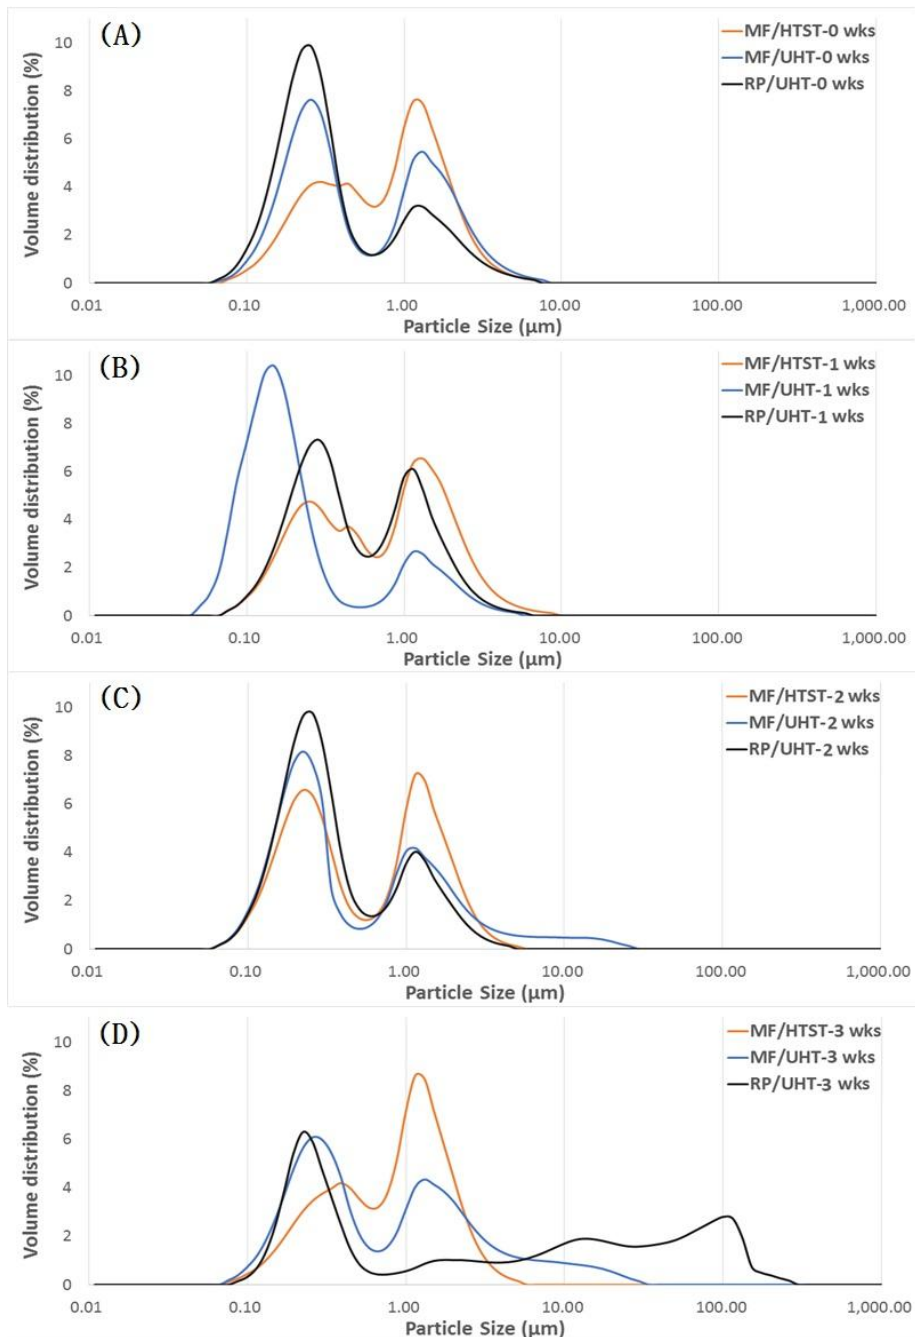 (A)
MF/HTST-0 wks
MF/UHT-0 wks
RP/UHT-0 wks
Volume distribution (%)
10
8
6
4
2
0
0.01 0.10 1.00 10.00 100.00 1,000.00
Particle Size (µm)
(B)
MF/HTST-1 wks
MF/UHT-1 wks
RP/UHT-1 wks
Volume distribution (%)
10
8
6
4
2
0
0.01 0.10 1.00 10.00 100.00 1,000.00
Particle Size (µm)
(C)
MF/HTST-2 wks
MF/UHT-2 wks
RP/UHT-2 wks
Volume distribution (%)
10
8
6
4
2
0
0.01 0.10 1.00 10.00 100.00 1,000.00
Particle Size (µm)
(D)
MF/HTST-3 wks
MF/UHT-3 wks
RP/UHT-3 wks
Volume distribution (%)
10
8
6
4
2
0
0.01 0.10 1.00 10.00 100.00 1,000.00
Particle Size (µm)